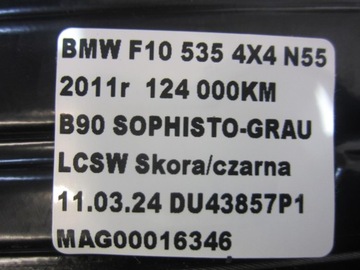 BMW F10 535 4X4 N55
2011r 124 000KM
B90 SOPHISTO-GRAU
LCSW Skora/czarna
11.03.24 DU43857P1
MAG00016346